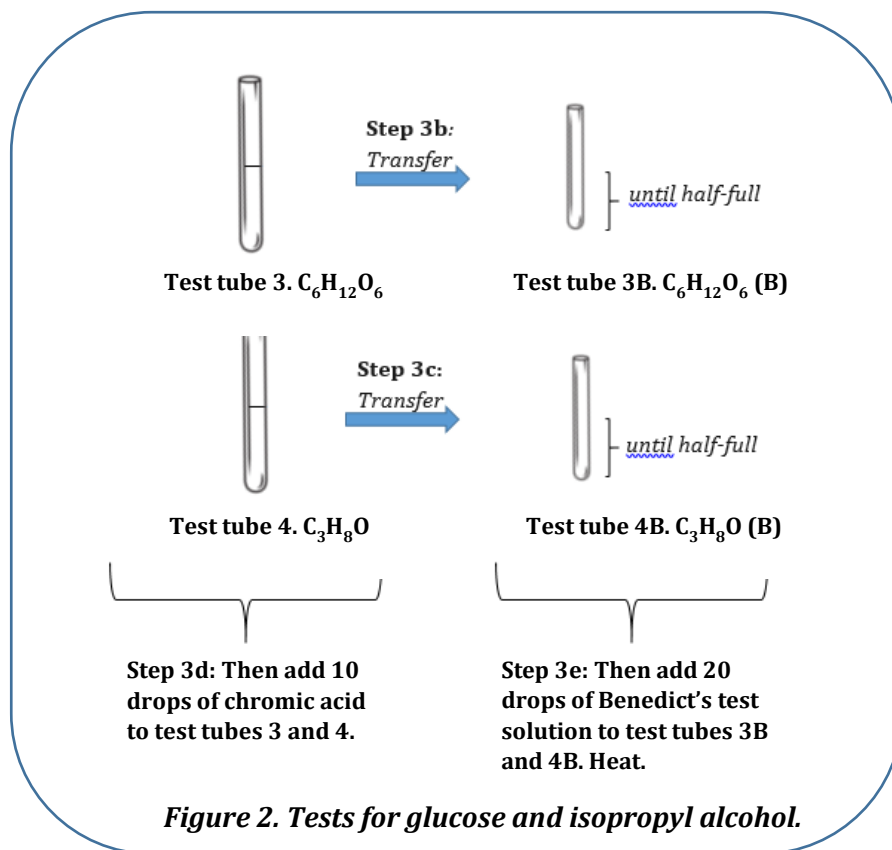 Step 3b:
Transfer
until half-full
Test tube 3. C₆H₁₂O₆
Test tube 3B. C₆H₁₂O₆ (B)
Step 3c:
Transfer
until half-full
Test tube 4. C₃H₈O
Test tube 4B. C₃H₈O (B)
Step 3d: Then add 10
drops of chromic acid
to test tubes 3 and 4.
Step 3e: Then add 20
drops of Benedict’s test
solution to test tubes 3B
and 4B. Heat.
Figure 2. Tests for glucose and isopropyl alcohol.